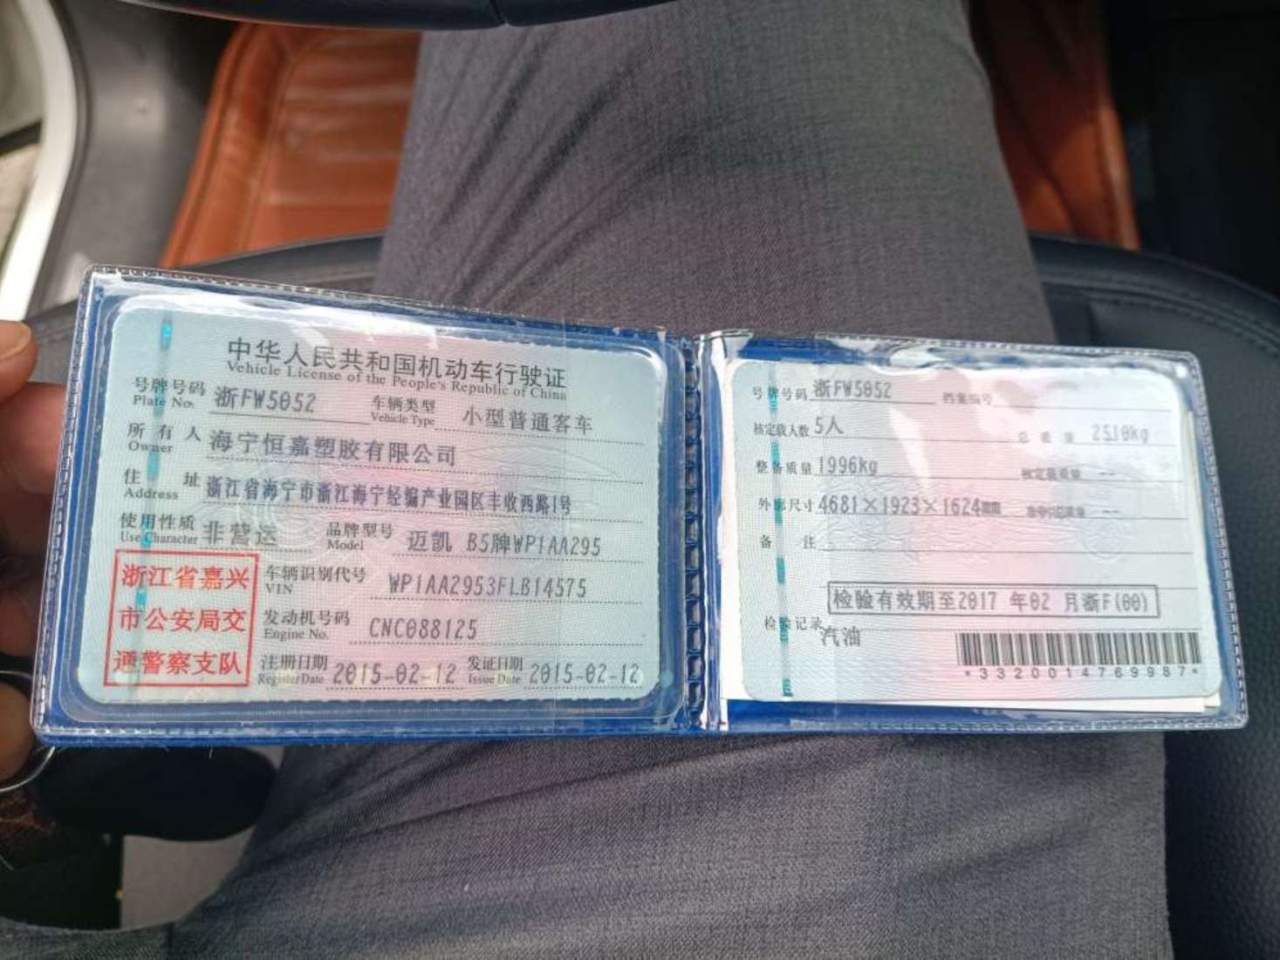 中华人民共和国机动车行驶证
Vehicle License of the People's Republic of China
号牌号码 浙FW5052 车辆类型 小型普通客车
Plate No. Vehicle Type
所有人 海宁恒嘉塑胶有限公司
Owner
住址 浙江省海宁市浙江海宁经编产业园区丰收西路1号
Address
使用性质 非营运 品牌型号 迈凯 BS牌WP1AA295
Use Character Model
浙江省嘉兴
市公安局交
通警察支队
车辆识别代号 WP1AA2953FLB14575
VIN
发动机号码 CNC088125
Engine No.
注册日期 2015-02-12 发证日期 2015-02-12
Register Date Issue Date
号牌号码 浙FW5052 档案编号
核定载人数 5人 总质量 2510kg
整备质量 1996kg 核定载质量 --
外廓尺寸 4681×1923×1624 --
备注
检验有效期至2017 年02 月浙F(00)
检验记录
汽油
*3320014769987*